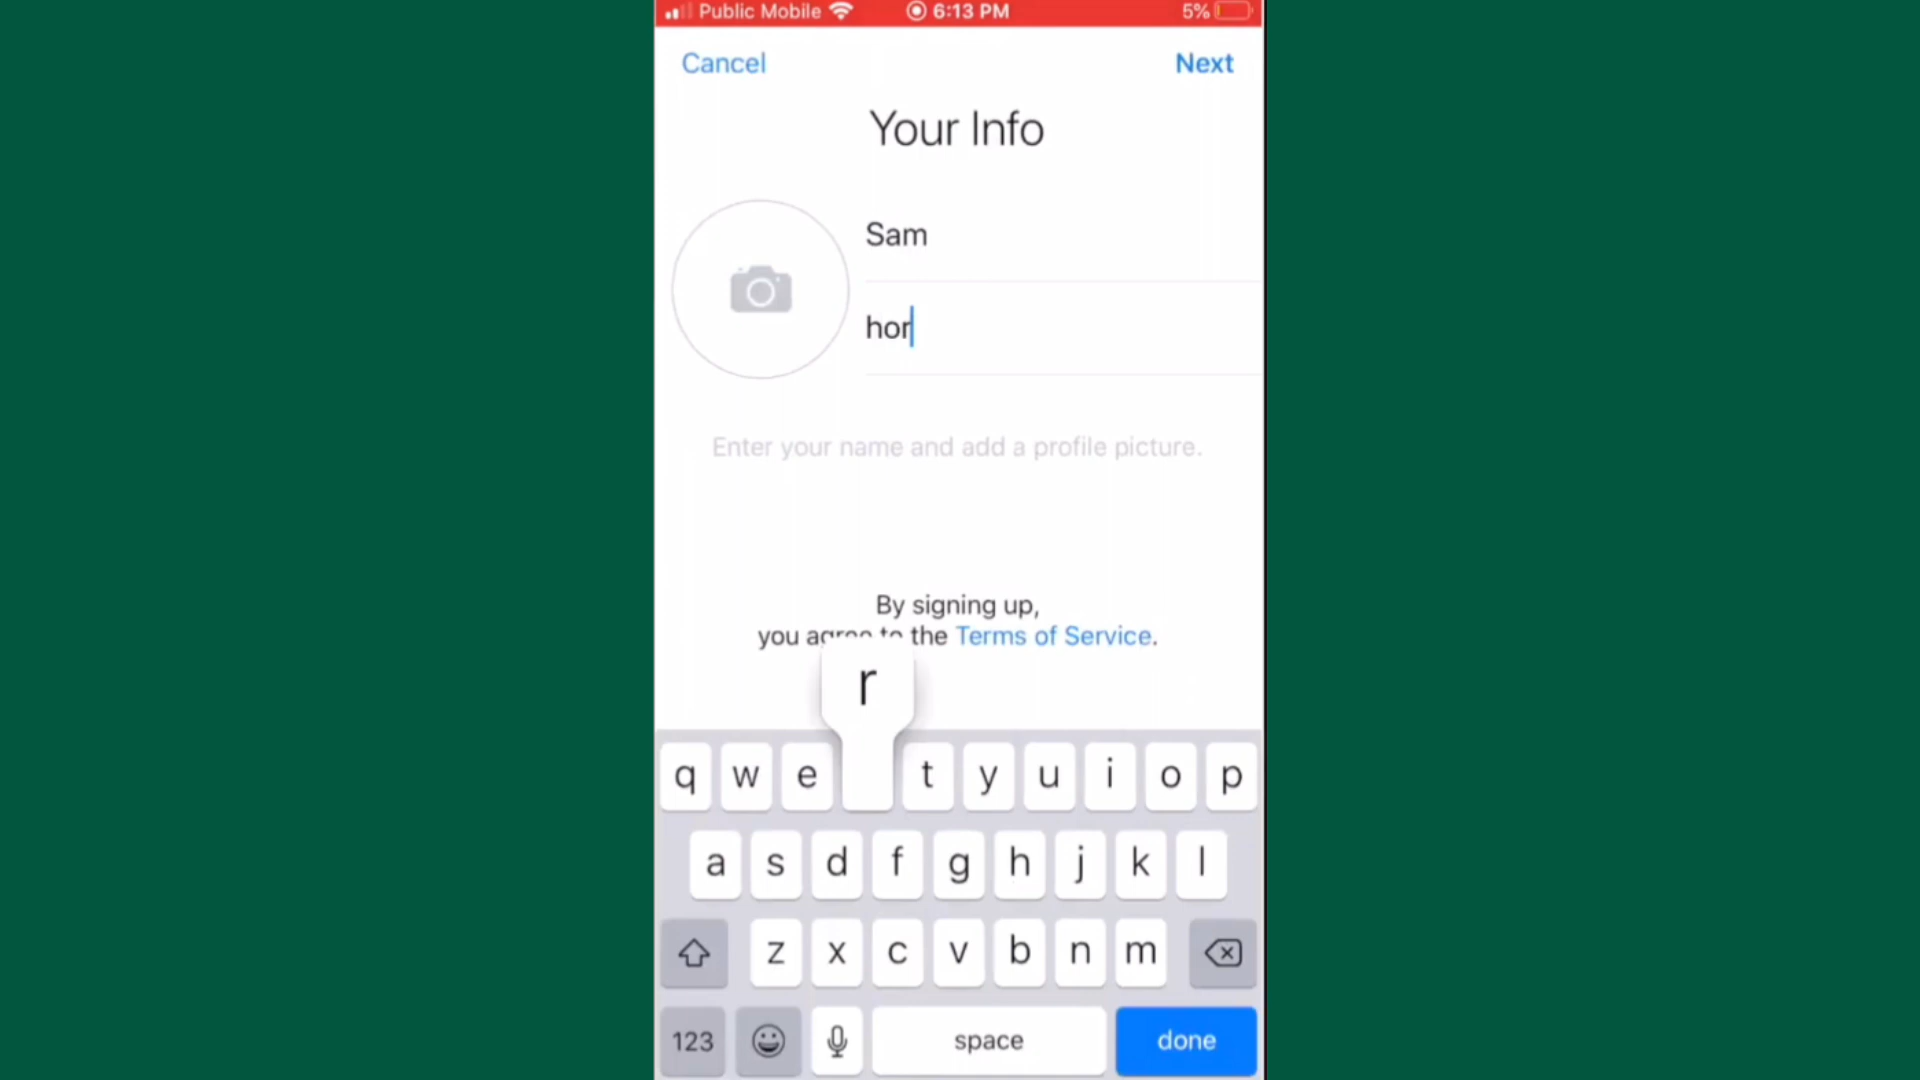 Public Mobile 6:13 PM 5%
Cancel Next
Your Info
Sam
hor
Enter your name and add a profile picture.
By signing up,
you agree to the Terms of Service.
r
q w e t y u i o p
a s d f g h j k l
z x c v b n m
123 space done